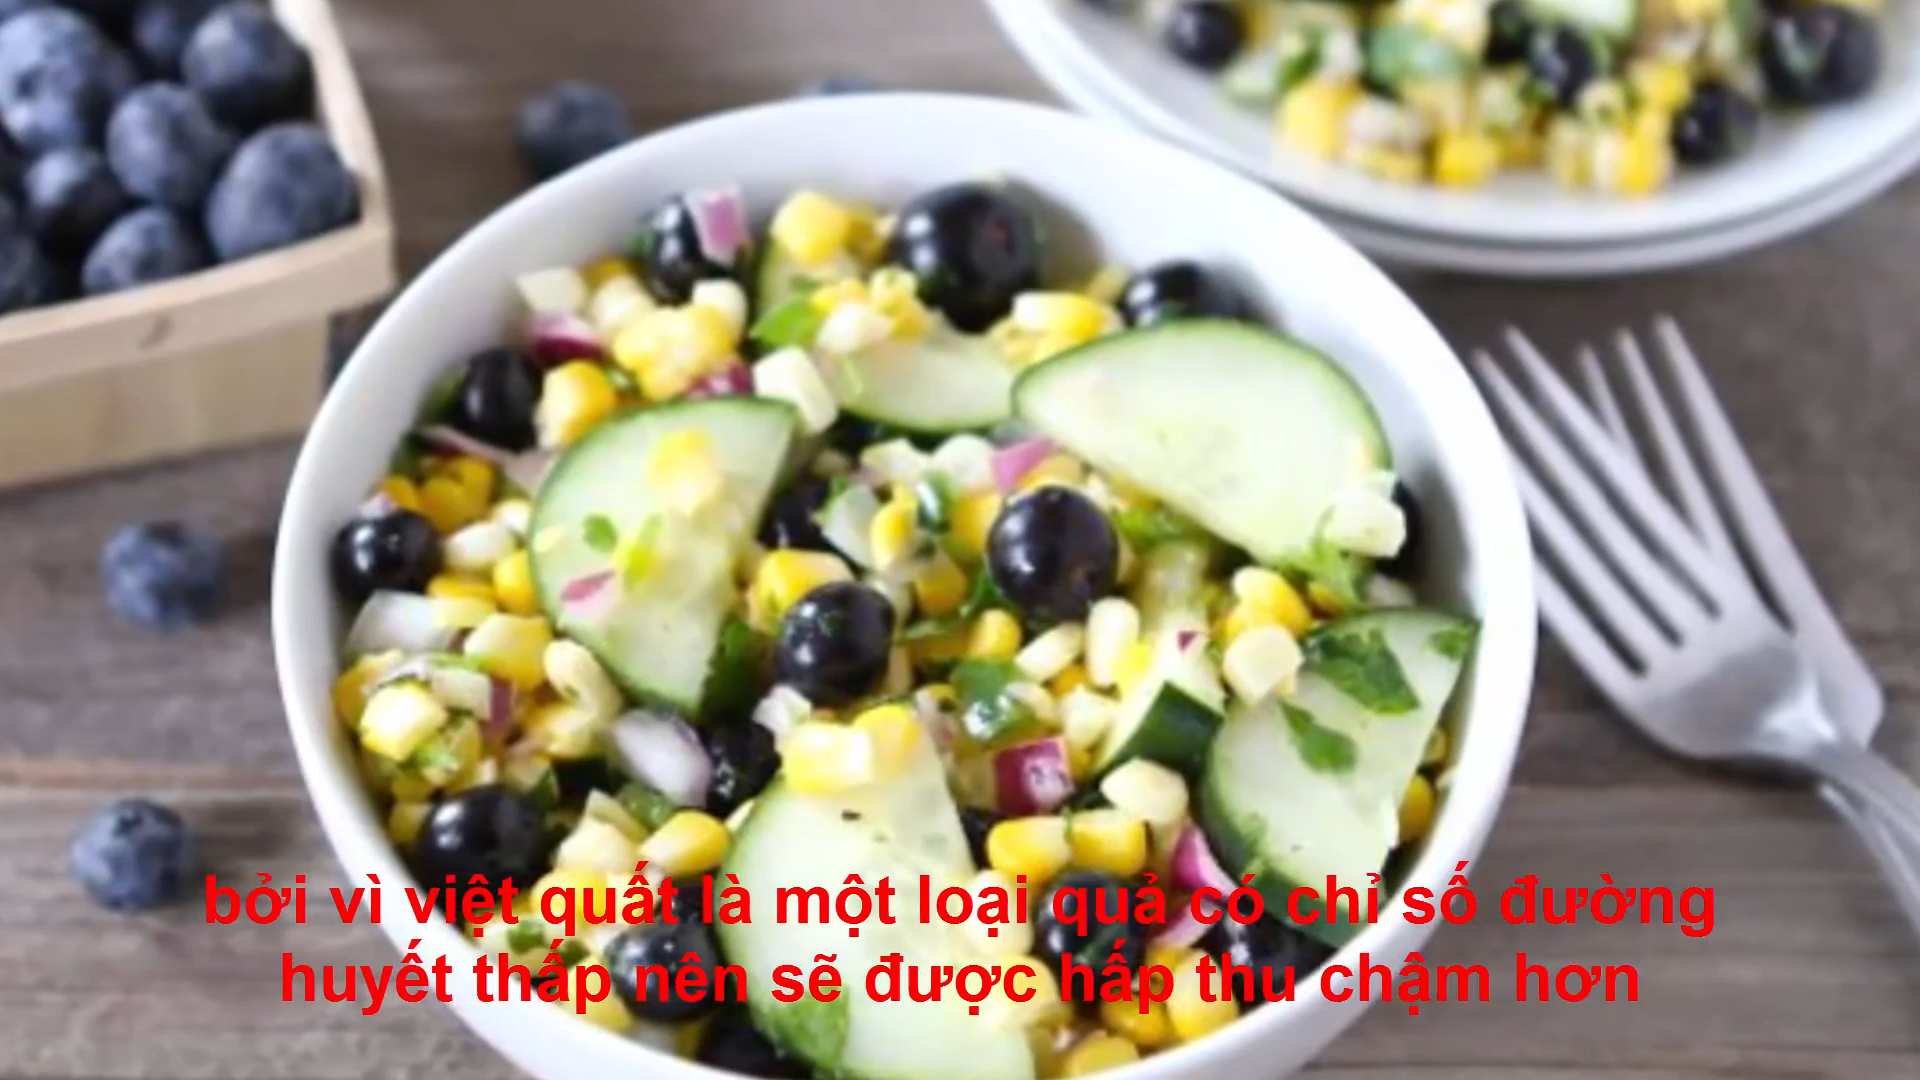 bởi vì việt quất là một loại quả có chỉ số đường
huyết thấp nên sẽ được hấp thu chậm hơn